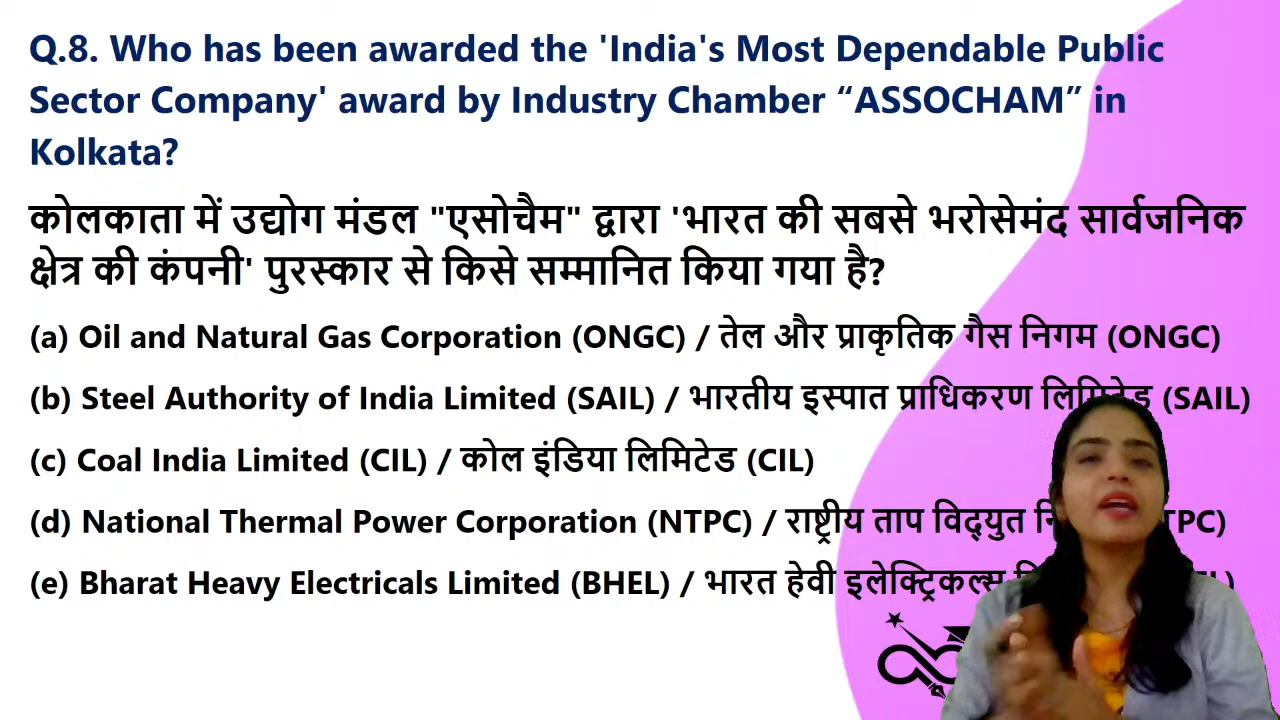 Q.8. Who has been awarded the 'India's Most Dependable Public
Sector Company' award by Industry Chamber “ASSOCHAM” in
Kolkata?
कोलकाता में उद्योग मंडल "एसोचैम" द्वारा 'भारत की सबसे भरोसेमंद सार्वजनिक
क्षेत्र की कंपनी' पुरस्कार से किसे सम्मानित किया गया है?
(a) Oil and Natural Gas Corporation (ONGC) / तेल और प्राकृतिक गैस निगम (ONGC)
(b) Steel Authority of India Limited (SAIL) / भारतीय इस्पात प्राधिकरण लिमिटेड (SAIL)
(c) Coal India Limited (CIL) / कोल इंडिया लिमिटेड (CIL)
(d) National Thermal Power Corporation (NTPC) / राष्ट्रीय ताप विद्युत
(e) Bharat Heavy Electricals Limited (BHEL) / भारत हेवी इलेक्ट्रिकल्स